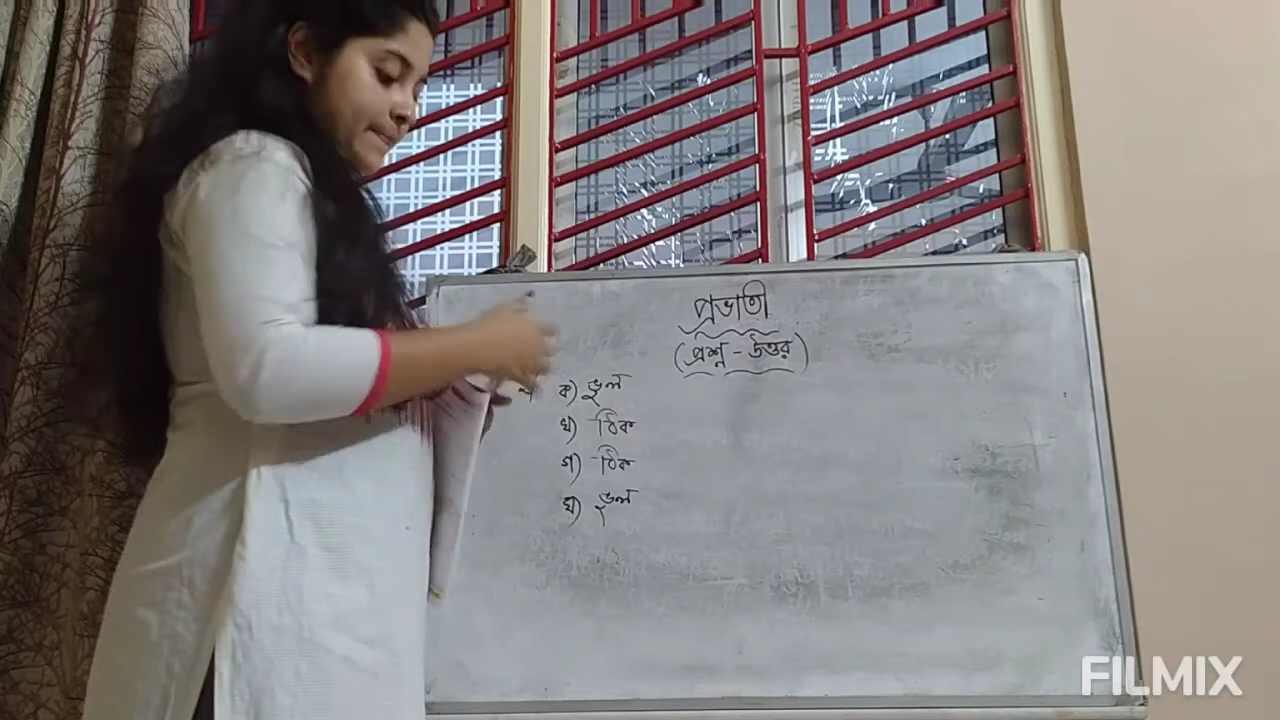 প্রভাতী
(প্রশ্ন - উত্তর)
ক) ভুল
খ) ঠিক
গ) ঠিক
ঘ) ভুল
FILMIX